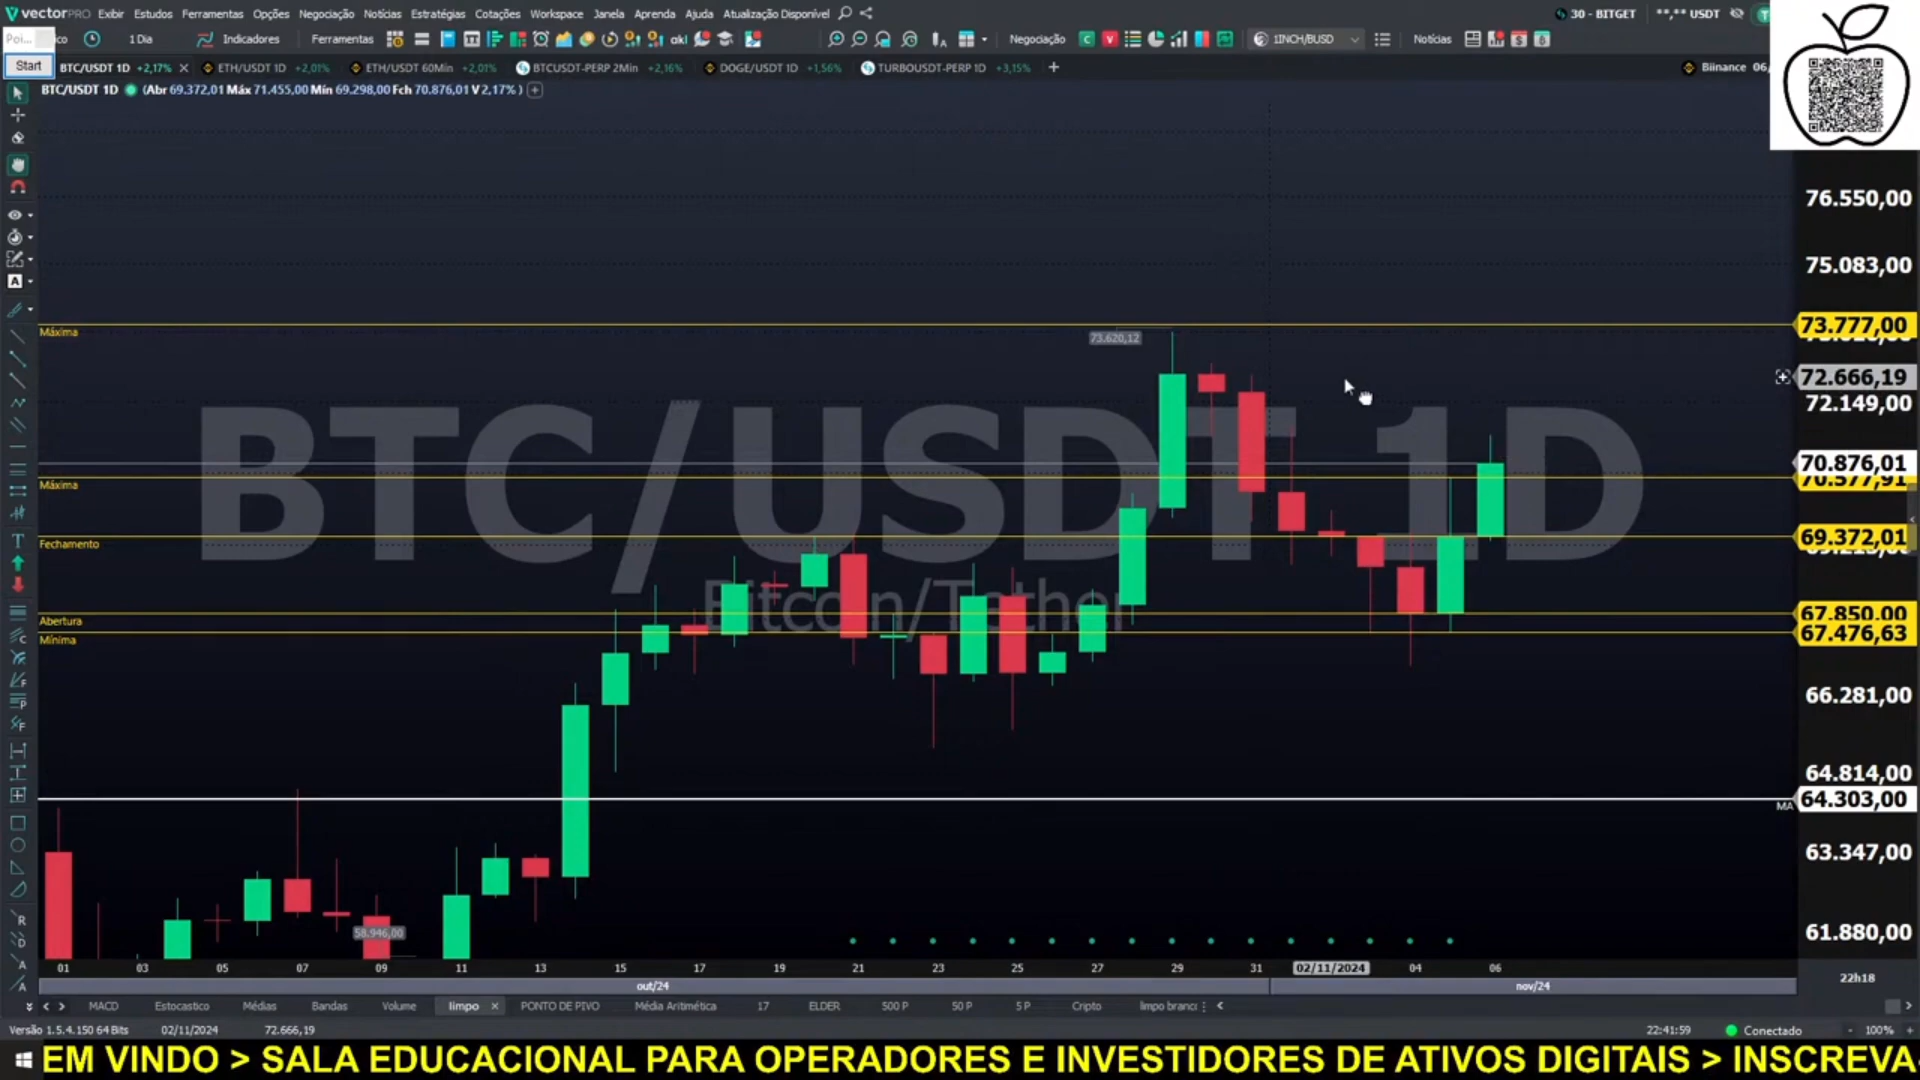 vectorPRO Exibir Estudos Ferramentas Opções Negociação Notícias Estratégias Cotações Workspace Janela Aprenda Ajuda Atualização Disponível 30 - BITGET **,** USDT
Poi... co 1 Dia Indicadores Ferramentas Negociação C V 1INCH/BUSD Notícias
Start BTC/USDT 1D +2,17% ETH/USDT 1D +2,01% ETH/USDT 60Min +2,01% BTCUSDT-PERP 2Min +2,16% DOGE/USDT 1D +1,56% TURBOUSDT-PERP 1D +3,15% Biinance 06/
BTC/USDT 1D (Abr 69.372,01 Máx 71.455,00 Mín 69.298,00 Fch 70.876,01 V 2,17% )
76.550,00
75.083,00
Máxima 73.777,00
73.620,12
72.666,19
72.149,00
BTC/USDT 1D
Bitcoin/Tether
70.876,01
Máxima 70.577,91
Fechamento 69.372,01
Abertura 67.850,00
Mínima 67.476,63
66.281,00
64.814,00
MA 64.303,00
63.347,00
58.946,00 61.880,00
01 03 05 07 09 11 13 15 17 19 21 23 25 27 29 31 02/11/2024 04 06
out/24 nov/24 22h18
MACD Estocastico Médias Bandas Volume limpo PONTO DE PIVO Média Aritmética 17 ELDER 500 P 50 P 5 P Cripto limpo branc
Versão 1.5.4.150 64 Bits 02/11/2024 72.666,19 22:41:59 Conectado - 100% +
EM VINDO > SALA EDUCACIONAL PARA OPERADORES E INVESTIDORES DE ATIVOS DIGITAIS > INSCREVA